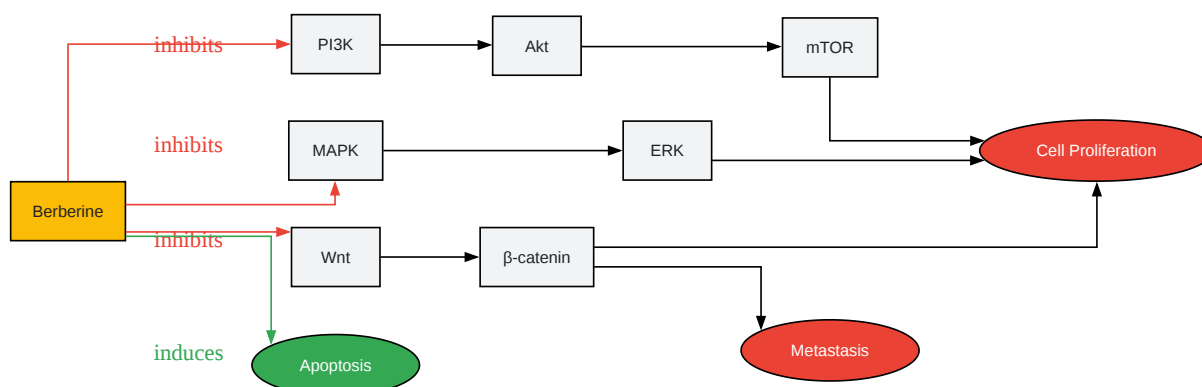 inhibits
PI3K
Akt
mTOR
inhibits
MAPK
ERK
Cell Proliferation
Berberine
inhibits
Wnt
β-catenin
induces
Apoptosis
Metastasis